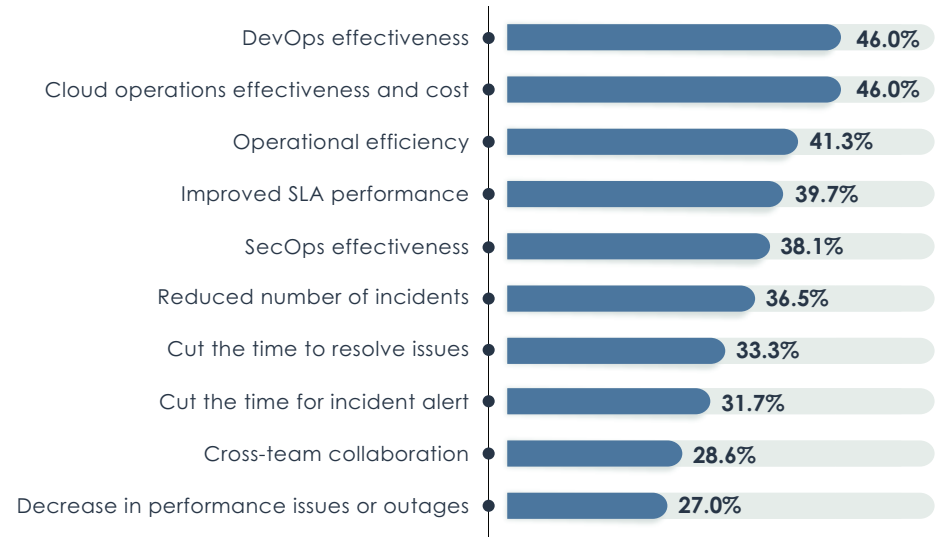 DevOps effectiveness 46.0%
Cloud operations effectiveness and cost 46.0%
Operational efficiency 41.3%
Improved SLA performance 39.7%
SecOps effectiveness 38.1%
Reduced number of incidents 36.5%
Cut the time to resolve issues 33.3%
Cut the time for incident alert 31.7%
Cross-team collaboration 28.6%
Decrease in performance issues or outages 27.0%